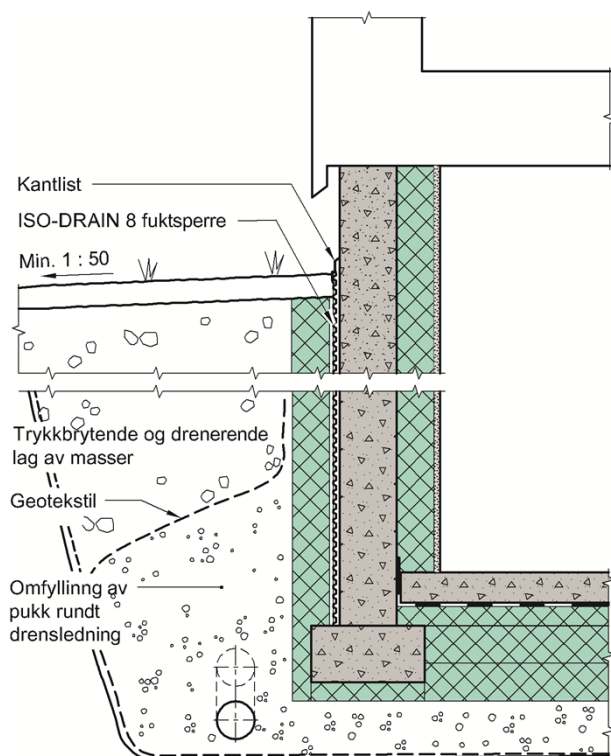 Kantlist
ISO-DRAIN 8 fuktsperre
Min. 1 : 50
Trykkbrytende og drenerende
lag av masser
Geotekstil
Omfyllinng av
pukk rundt
drensledning